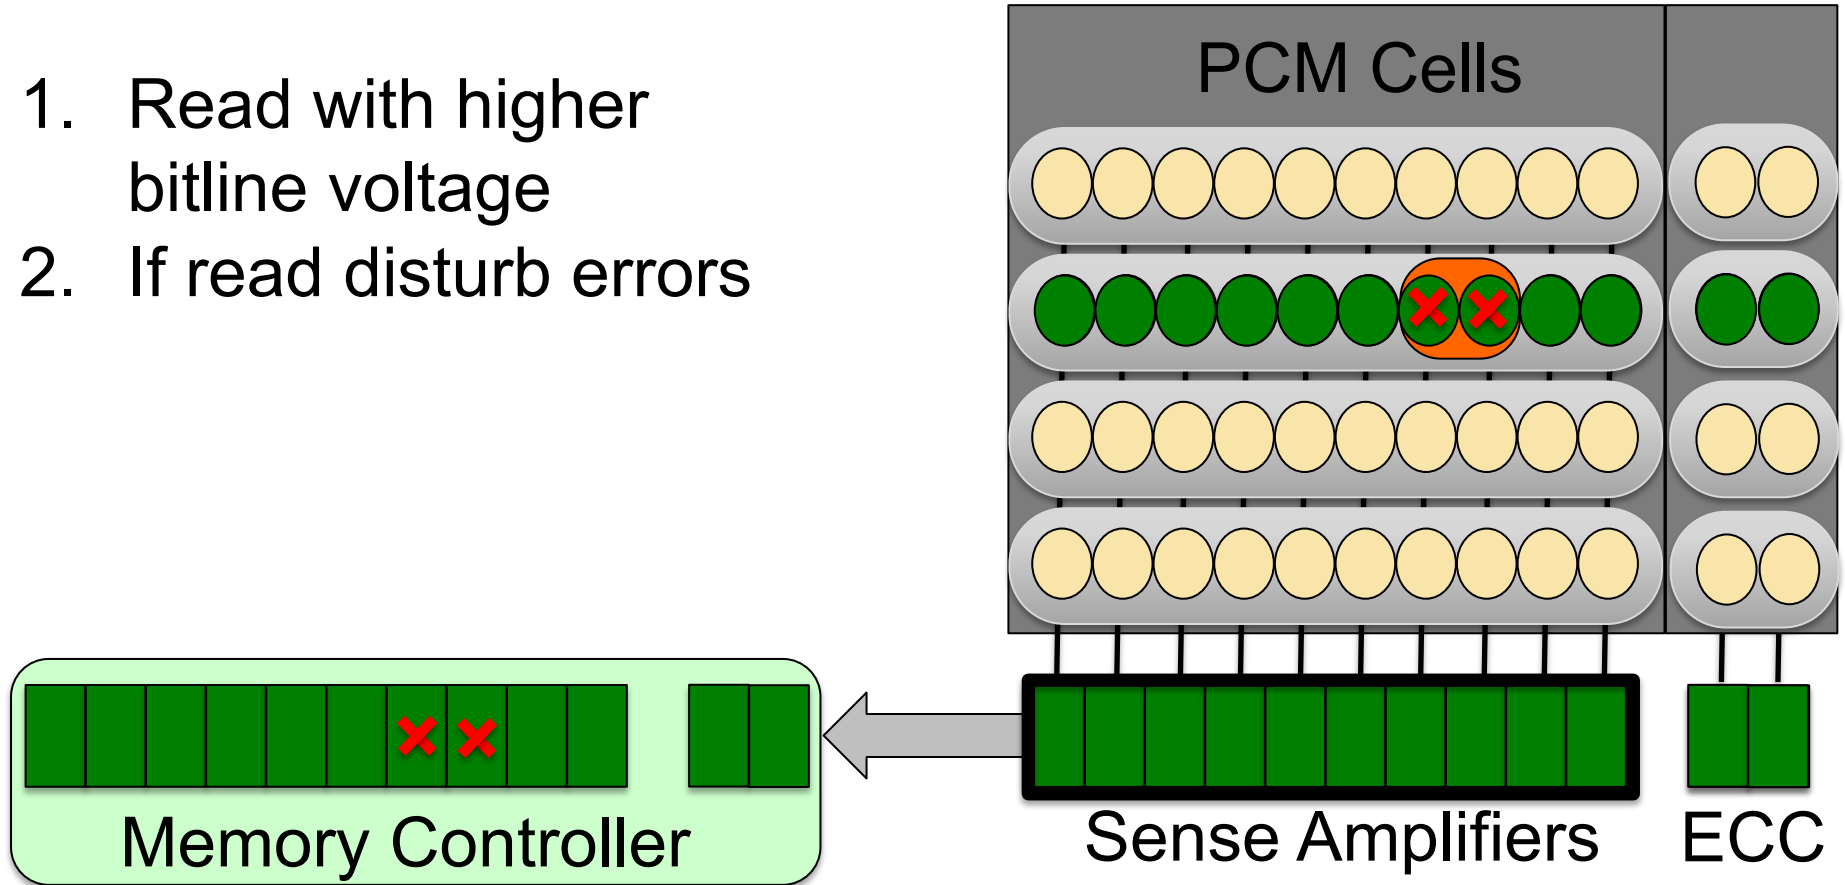 PCM Cells
1. Read with higher
bitline voltage
2. If read disturb errors
Memory Controller
Sense Amplifiers
ECC